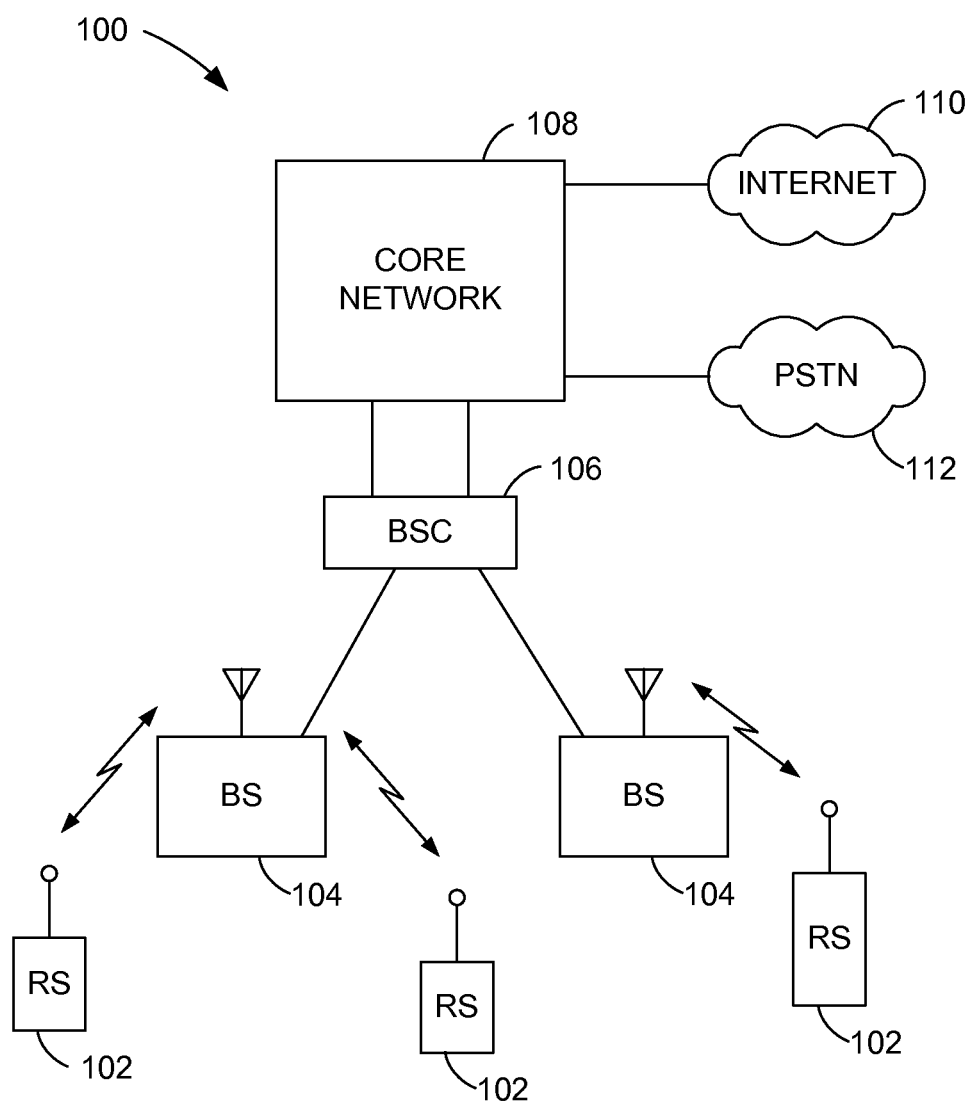 100
108
110
INTERNET
CORE
NETWORK
PSTN
112
106
BSC
BS
BS
104
104
RS
RS
RS
102
102
102